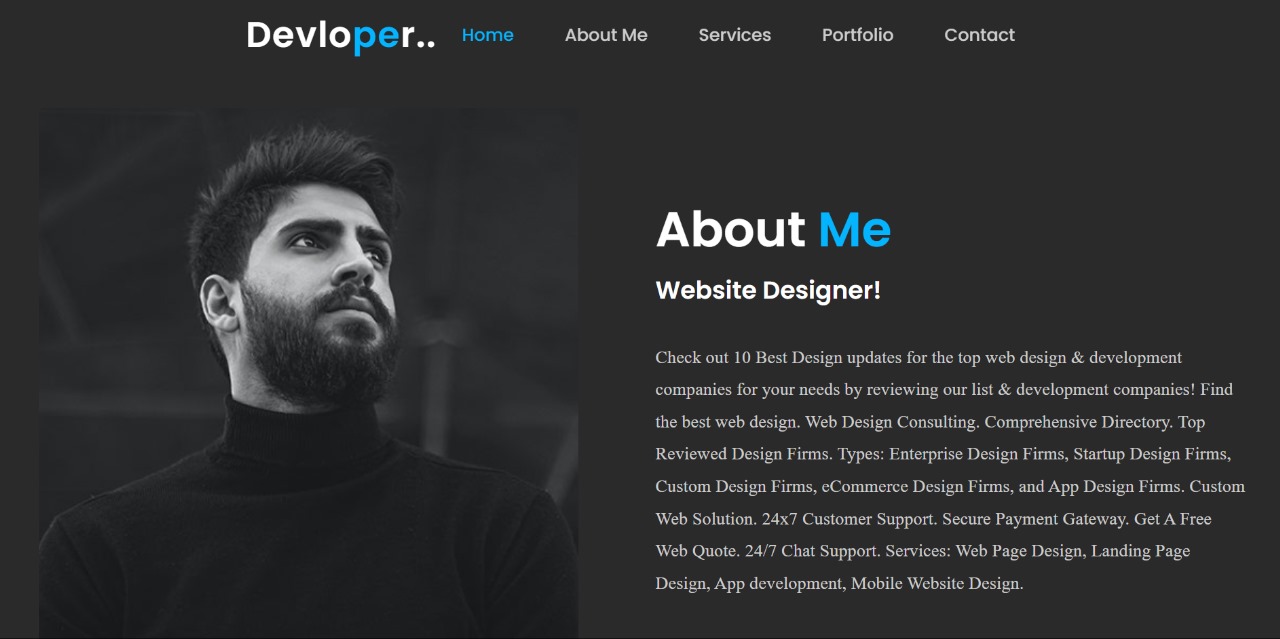 Devloper..
Home
About Me
Services
Portfolio
Contact
About Me
Website Designer!
Check out 10 Best Design updates for the top web design & development
companies for your needs by reviewing our list & development companies! Find
the best web design. Web Design Consulting. Comprehensive Directory. Top
Reviewed Design Firms. Types: Enterprise Design Firms, Startup Design Firms,
Custom Design Firms, eCommerce Design Firms, and App Design Firms. Custom
Web Solution. 24x7 Customer Support. Secure Payment Gateway. Get A Free
Web Quote. 24/7 Chat Support. Services: Web Page Design, Landing Page
Design, App development, Mobile Website Design.